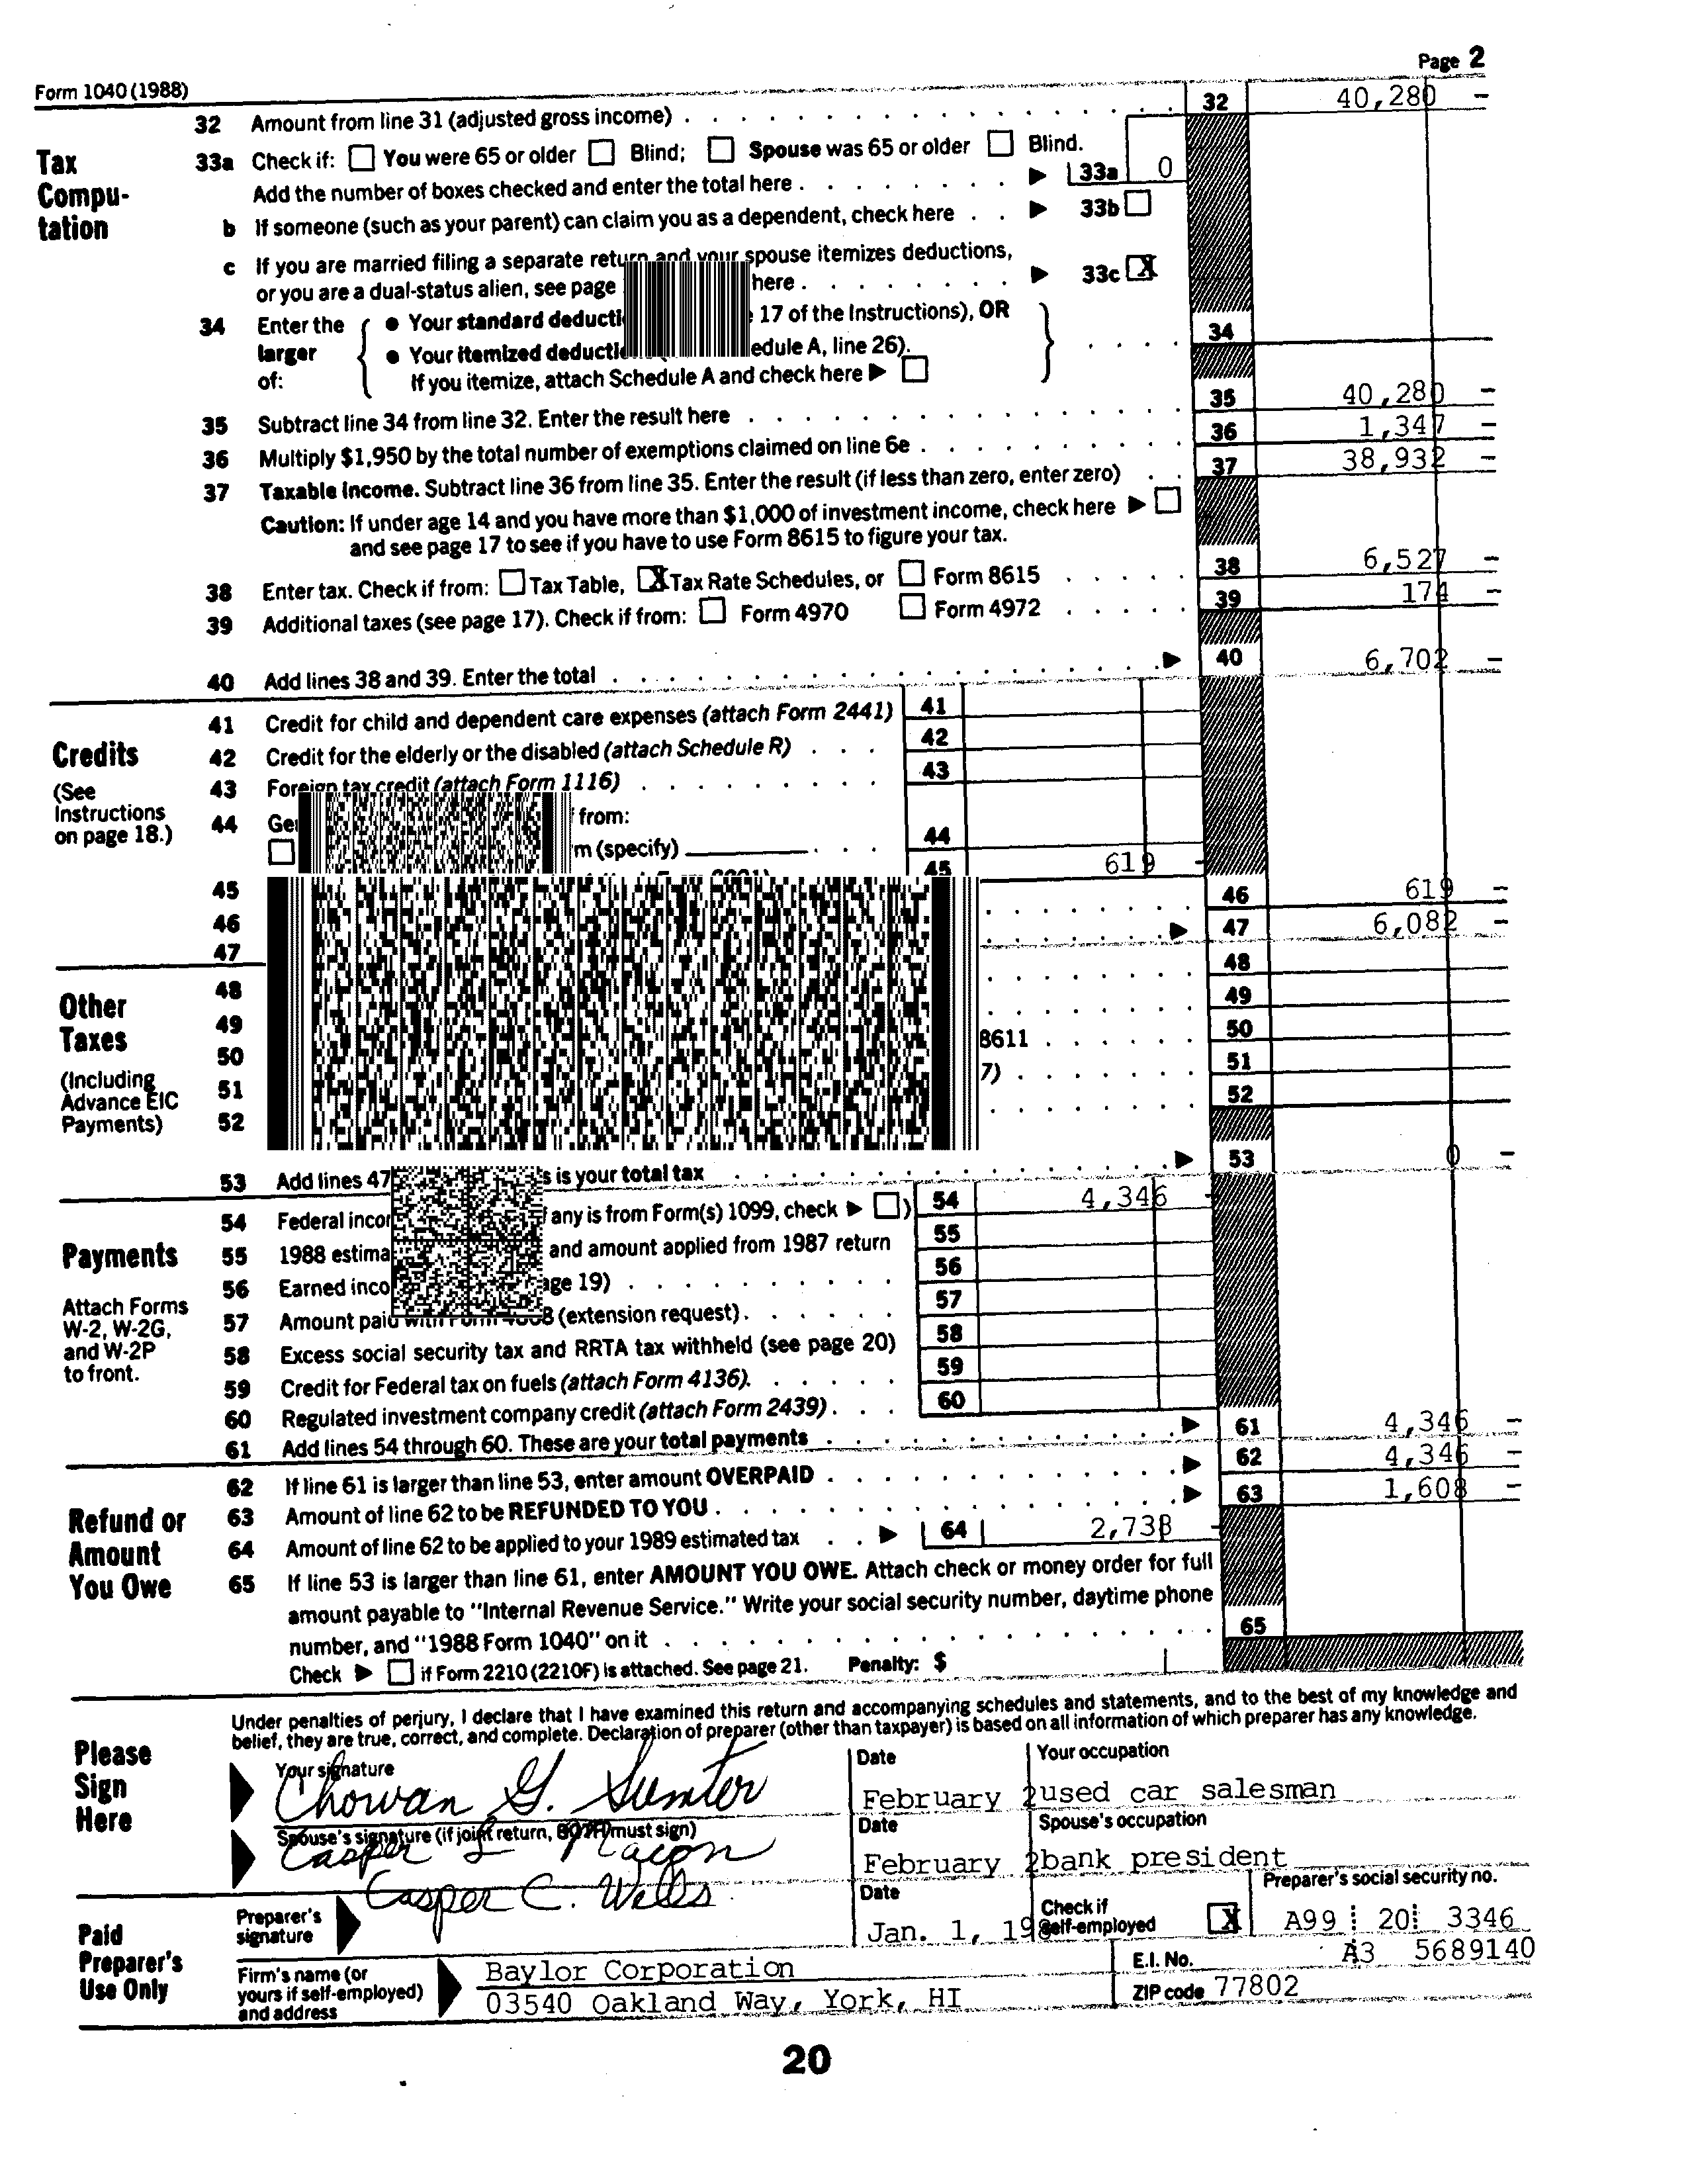 Form 1040 (1988)
Page 2
32 Amount from line 31 (adjusted gross income) . . . 32 40,280 –
Tax Compu-tation
33a Check if: You were 65 or older Blind; Spouse was 65 or older Blind.
Add the number of boxes checked and enter the total here . . . 33a 0
b If someone (such as your parent) can claim you as a dependent, check here . . 33b
c If you are married filing a separate return and your spouse itemizes deductions,
or you are a dual-status alien, see page here . . . 33c X
34 Enter the larger of:
• Your standard deducti 17 of the Instructions), OR
• Your itemized deducti edule A, line 26).
If you itemize, attach Schedule A and check here
34
35 Subtract line 34 from line 32. Enter the result here . . . 35 40,280 –
36 Multiply $1,950 by the total number of exemptions claimed on line 6e . . . 36 1,347 –
37 Taxable income. Subtract line 36 from line 35. Enter the result (if less than zero, enter zero) . . 37 38,932 –
Caution: If under age 14 and you have more than $1,000 of investment income, check here
and see page 17 to see if you have to use Form 8615 to figure your tax.
38 Enter tax. Check if from: Tax Table, X Tax Rate Schedules, or Form 8615 . . . 38 6,527 –
39 Additional taxes (see page 17). Check if from: Form 4970 Form 4972 . . . 39 174 –
40 Add lines 38 and 39. Enter the total . . . 40 6,702 –
Credits
(See Instructions on page 18.)
41 Credit for child and dependent care expenses (attach Form 2441) 41
42 Credit for the elderly or the disabled (attach Schedule R) . . . 42
43 Foreign tax credit (attach Form 1116) . . . 43
44 Ge from:
m (specify) . . . 44
45 45 619 -
46 46 619 –
47 47 6,082 –
Other Taxes
(Including Advance EIC Payments)
48 48
49 49
50 8611 . . . 50
51 7) . . . 51
52 52
53 Add lines 47 s is your total tax . . . 53 0 –
Payments
Attach Forms W-2, W-2G, and W-2P to front.
54 Federal incor any is from Form(s) 1099, check ) 54 4,346 -
55 1988 estima and amount applied from 1987 return 55
56 Earned inco age 19) . . . 56
57 Amount paid with Form 4868 (extension request) . . . 57
58 Excess social security tax and RRTA tax withheld (see page 20) 58
59 Credit for Federal tax on fuels (attach Form 4136). . . . 59
60 Regulated investment company credit (attach Form 2439) . . . 60
61 Add lines 54 through 60. These are your total payments . . . 61 4,346 –
Refund or Amount You Owe
62 If line 61 is larger than line 53, enter amount OVERPAID . . . 62 4,346 –
63 Amount of line 62 to be REFUNDED TO YOU . . . 63 1,608 –
64 Amount of line 62 to be applied to your 1989 estimated tax . . 64 2,738 -
65 If line 53 is larger than line 61, enter AMOUNT YOU OWE. Attach check or money order for full
amount payable to "Internal Revenue Service." Write your social security number, daytime phone
number, and "1988 Form 1040" on it . . . 65
Check if Form 2210 (2210F) is attached. See page 21. Penalty: $
Please Sign Here
Under penalties of perjury, I declare that I have examined this return and accompanying schedules and statements, and to the best of my knowledge and
belief, they are true, correct, and complete. Declaration of preparer (other than taxpayer) is based on all information of which preparer has any knowledge.
Your signature
Chowan G. Sumter
Date
February 2
Your occupation
used car salesman
Spouse's signature (if joint return, BOTH must sign)
Casper L Macon
Date
February 2
Spouse's occupation
bank president
Paid Preparer's Use Only
Preparer's signature
Casper C. Wells
Date
Jan. 1, 198
Check if self-employed X
Preparer's social security no.
A99 20 3346
Firm's name (or yours if self-employed) and address
Baylor Corporation
03540 Oakland Way, York, HI
E.I. No. A3 5689140
ZIP code 77802
20